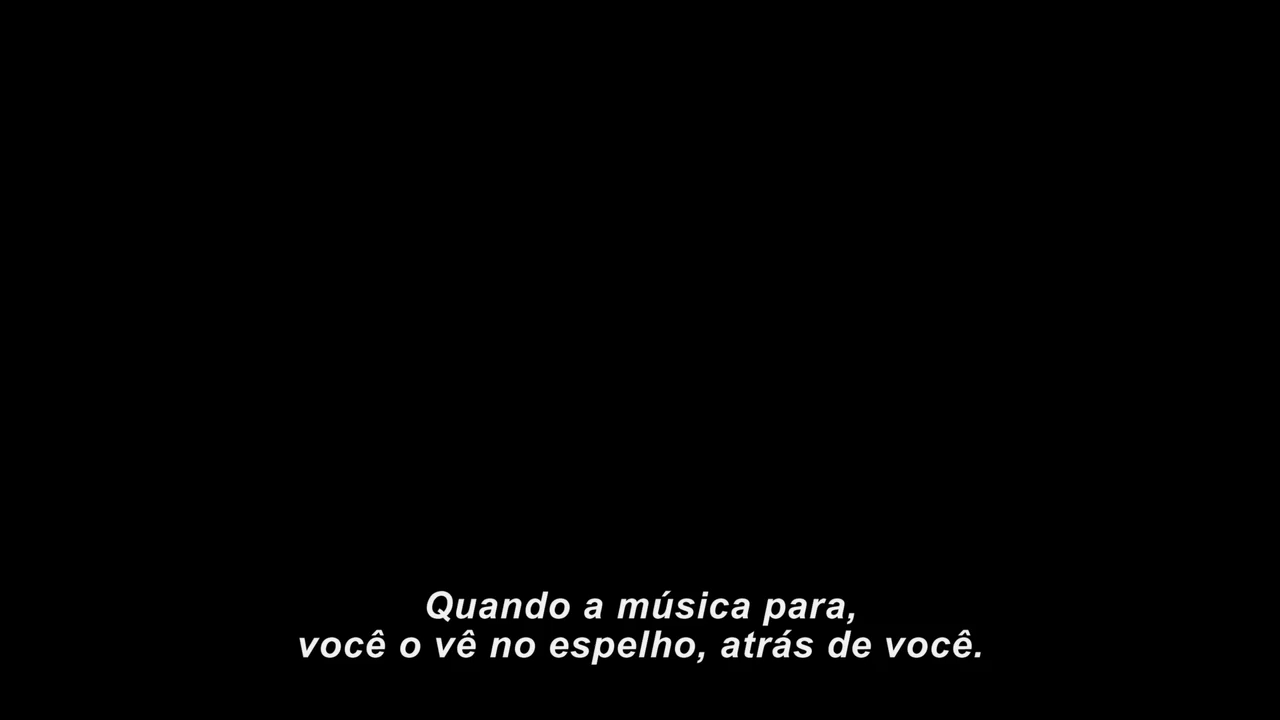 Quando a música para,
você o vê no espelho, atrás de você.